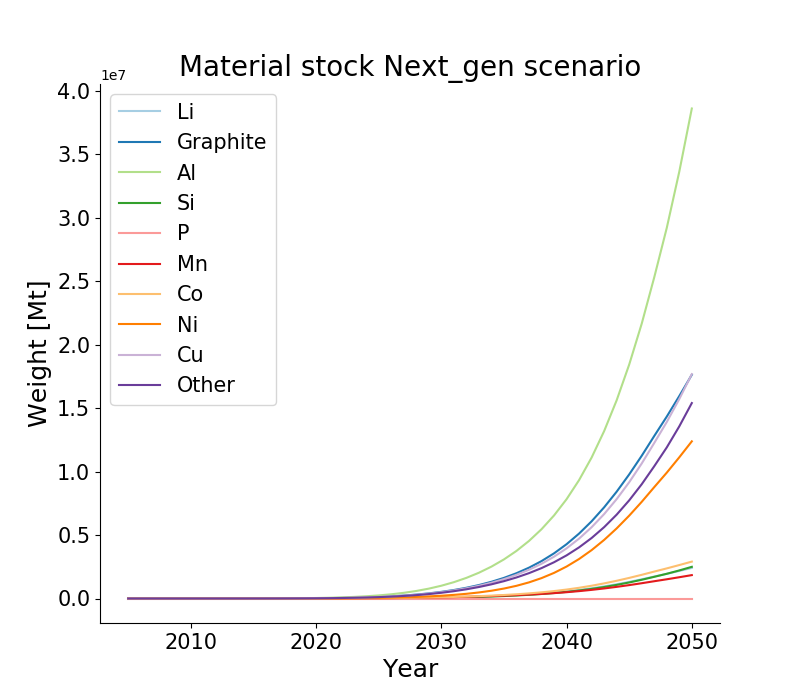 Material stock Next_gen scenario
1e7
4.0
3.5
3.0
2.5
2.0
1.5
1.0
0.5
0.0
Weight [Mt]
Li
Graphite
Al
Si
P
Mn
Co
Ni
Cu
Other
2010
2020
2030
2040
2050
Year